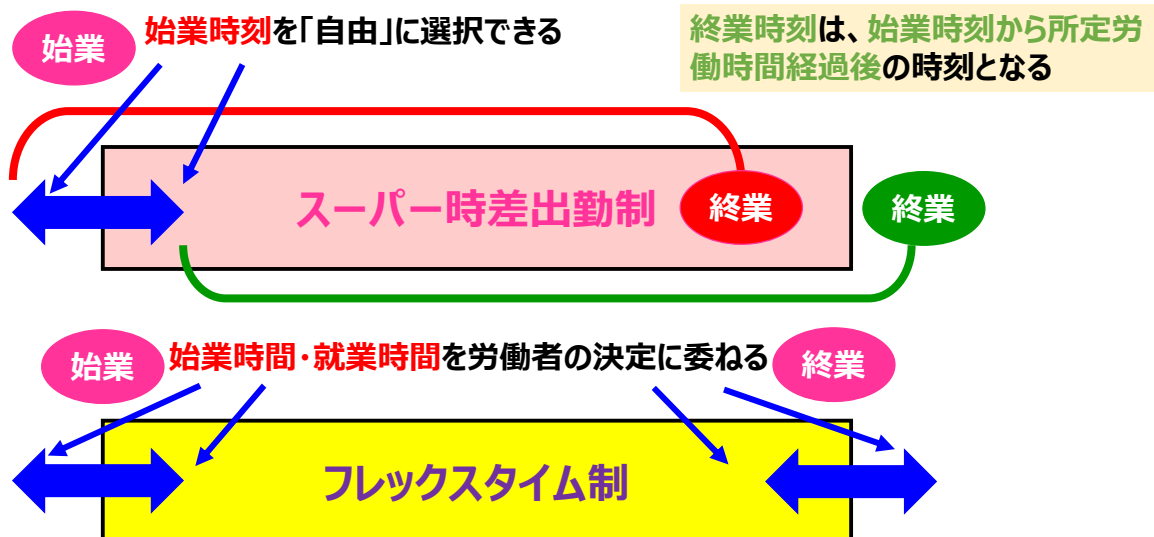 始業
始業時刻を「自由」に選択できる
終業時刻は、始業時刻から所定労
働時間経過後の時刻となる
スーパー時差出勤制
終業
終業
始業
始業時間・就業時間を労働者の決定に委ねる
終業
フレックスタイム制